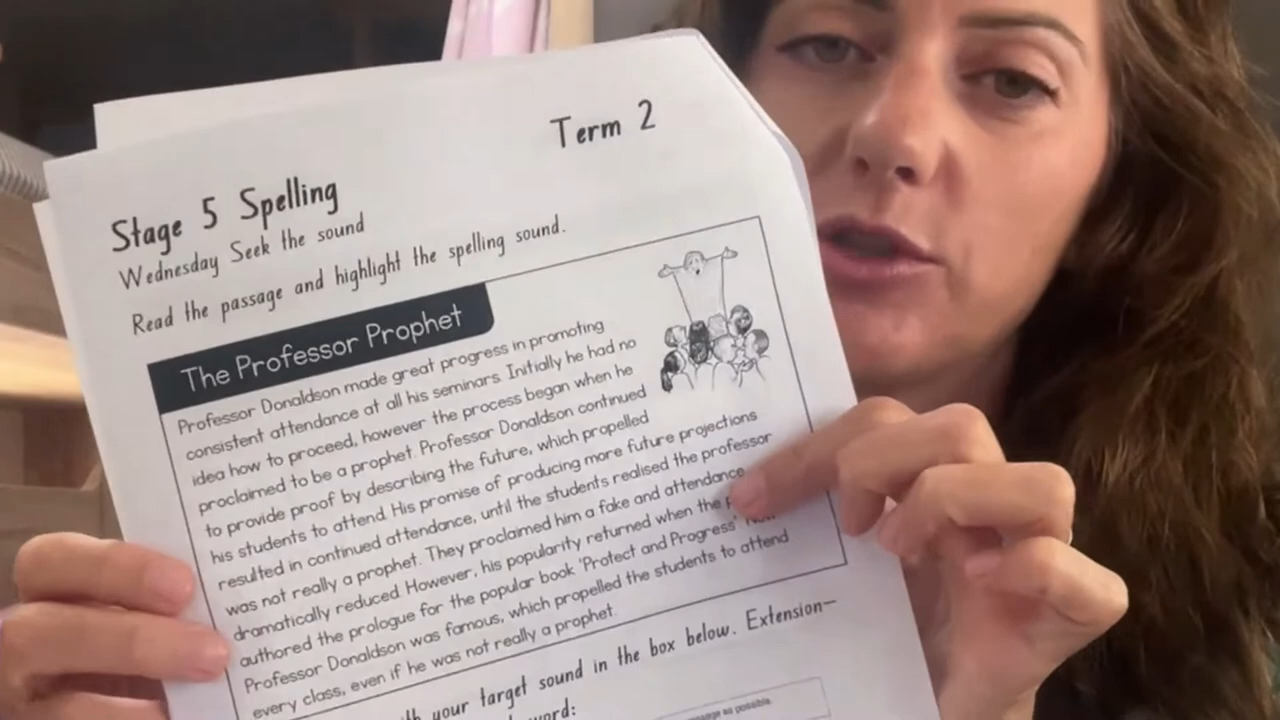 Term 2
Stage 5 Spelling
Wednesday Seek the sound
Read the passage and highlight the spelling sound.
The Professor Prophet
Professor Donaldson made great progress in promoting
consistent attendance at all his seminars. Initially he had no
idea how to proceed, however the process began when he
proclaimed to be a prophet. Professor Donaldson continued
to provide proof by describing the future, which propelled
his students to attend. His promise of producing more future projections
resulted in continued attendance, until the students realised the professor
was not really a prophet. They proclaimed him a fake and attendance
dramatically reduced. However, his popularity returned when the
authored the prologue for the popular book 'Protect and Progress'
Professor Donaldson was famous, which propelled the students to attend
every class, even if he was not really a prophet.
your target sound in the box below. Extension–
as possible.